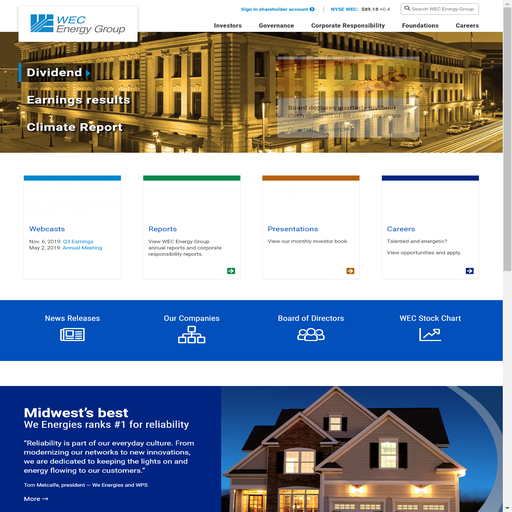 WEC
Energy Group
Sign in shareholder account
NYSE WEC: $89.18 +0.4
Search WEC Energy Group
Investors
Governance
Corporate Responsibility
Foundations
Careers
Dividend
Earnings results
Climate Report
Board declares quarterly dividend
Webcasts
Nov. 6, 2019: Q3 Earnings
May 2, 2019: Annual Meeting
Reports
View WEC Energy Group
annual reports and corporate
responsibility reports.
Presentations
View our monthly investor book.
Careers
Talented and energetic?
View opportunities and apply.
News Releases
Our Companies
Board of Directors
WEC Stock Chart
Midwest's best
We Energies ranks #1 for reliability
"Reliability is part of our everyday culture. From
modernizing our networks to new innovations,
we are dedicated to keeping the lights on and
energy flowing to our customers."
Tom Metcalfe, president — We Energies and WPS
More →